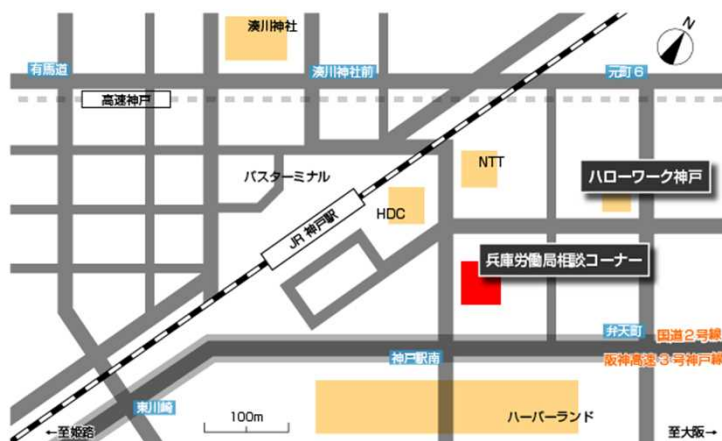 湊川神社
N
有馬道
湊川神社前
元町6
高速神戸
バスターミナル
NTT
ハローワーク神戸
HDC
JR 神戸駅
兵庫労働局相談コーナー
弁天町
国道2号線
神戸駅南
阪神高速3号神戸線
東川崎
100m
ハーバーランド
←至姫路
至大阪→